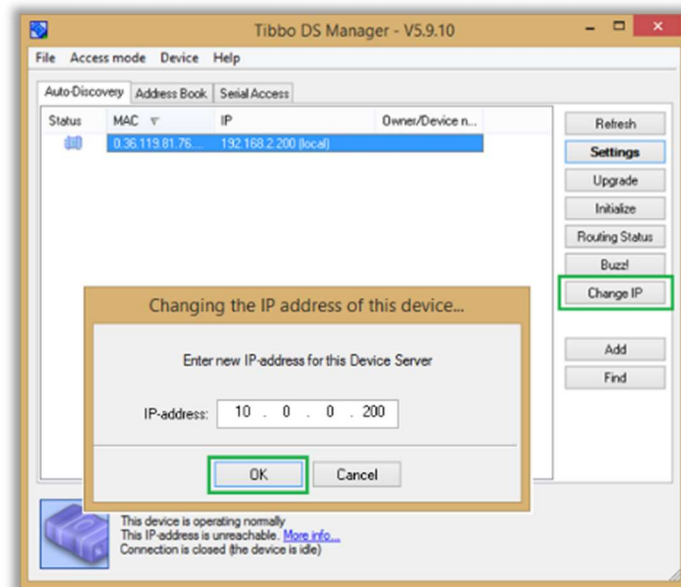 Tibbo DS Manager - V5.9.10
File Access mode Device Help
Auto-Discovery Address Book Serial Access
Status MAC IP Owner/Device n...
0.36.119.81.76.... 192.168.2.200 (local)
Refresh
Settings
Upgrade
Initialize
Routing Status
Buzz!
Change IP
Add
Find
Changing the IP address of this device...
Enter new IP-address for this Device Server
IP-address: 10 . 0 . 0 . 200
OK Cancel
This device is operating normally
This IP-address is unreachable. More info...
Connection is closed (the device is idle)